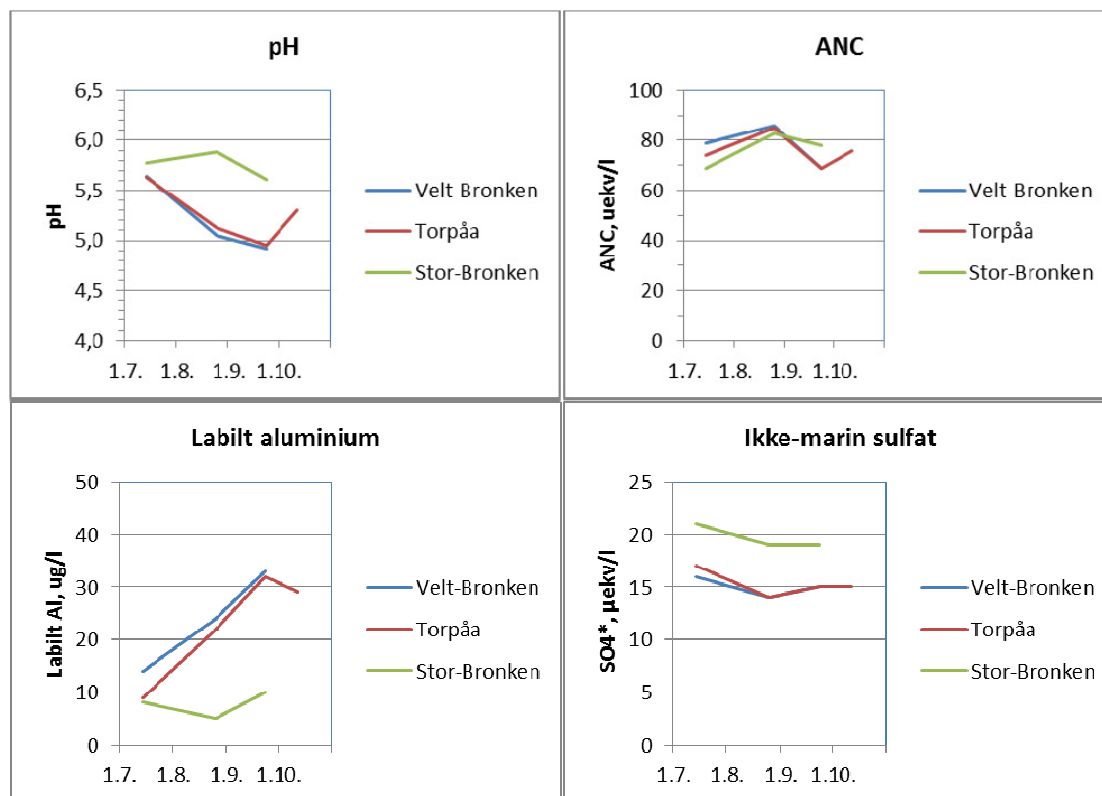 pH
6,5
6,0
5,5
5,0
4,5
4,0
pH
1.7. 1.8. 1.9. 1.10.
Velt Bronken
Torpåa
Stor-Bronken
ANC
100
80
60
40
20
0
ANC, uekv/l
1.7. 1.8. 1.9. 1.10.
Velt Bronken
Torpåa
Stor-Bronken
Labilt aluminium
50
40
30
20
10
0
Labilt Al, ug/l
1.7. 1.8. 1.9. 1.10.
Velt-Bronken
Torpåa
Stor-Bronken
Ikke-marin sulfat
25
20
15
10
5
0
SO4*, µekv/l
1.7. 1.8. 1.9. 1.10.
Velt-Bronken
Torpåa
Stor-Bronken